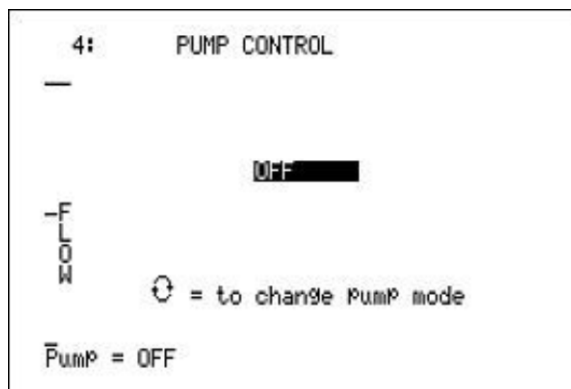 4: PUMP CONTROL
OFF
-F
L
O
W
= to change pump mode
Pump = OFF